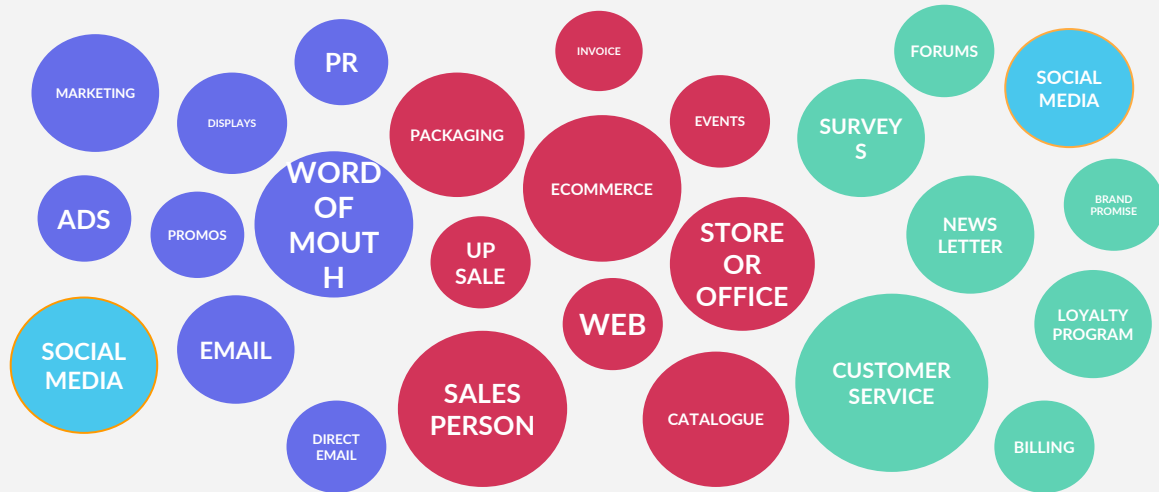 MARKETING
DISPLAYS
PR
ADS
PROMOS
WORD
OF
MOUT
H
SOCIAL
MEDIA
EMAIL
DIRECT
EMAIL
INVOICE
PACKAGING
EVENTS
ECOMMERCE
UP
SALE
STORE
OR
OFFICE
WEB
SALES
PERSON
CATALOGUE
FORUMS
SOCIAL
MEDIA
SURVEY
S
NEWS
LETTER
BRAND
PROMISE
LOYALTY
PROGRAM
CUSTOMER
SERVICE
BILLING